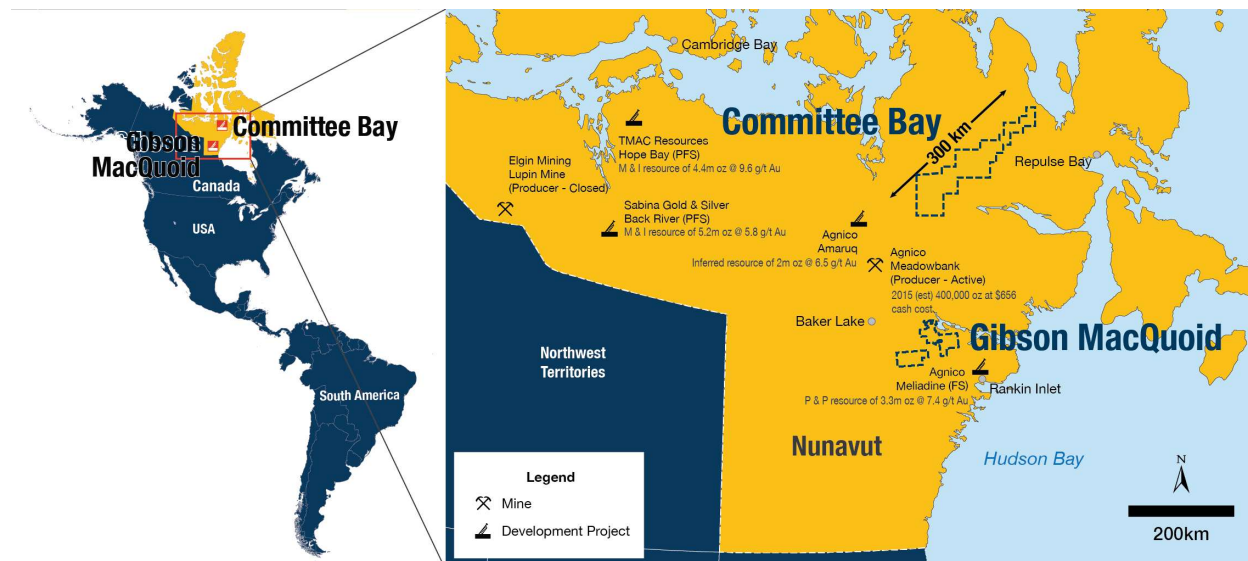 Committee Bay
Gibson
MacQuoid
Canada
USA
South America
Cambridge Bay
TMAC Resources
Hope Bay (PFS)
M & I resource of 4.4m oz @ 9.6 g/t Au
Committee Bay
300 km
Repulse Bay
Elgin Mining
Lupin Mine
(Producer - Closed)
Sabina Gold & Silver
Back River (PFS)
M & I resource of 5.2m oz @ 5.8 g/t Au
Agnico
Amaruq
Inferred resource of 2m oz @ 6.5 g/t Au
Agnico
Meadowbank
(Producer - Active)
2015 (est) 400,000 oz at $656
cash cost
Baker Lake
Gibson MacQuoid
Agnico
Meliadine (FS)
P & P resource of 3.3m oz @ 7.4 g/t Au
Rankin Inlet
Northwest
Territories
Nunavut
Hudson Bay
Legend
Mine
Development Project
N
200km